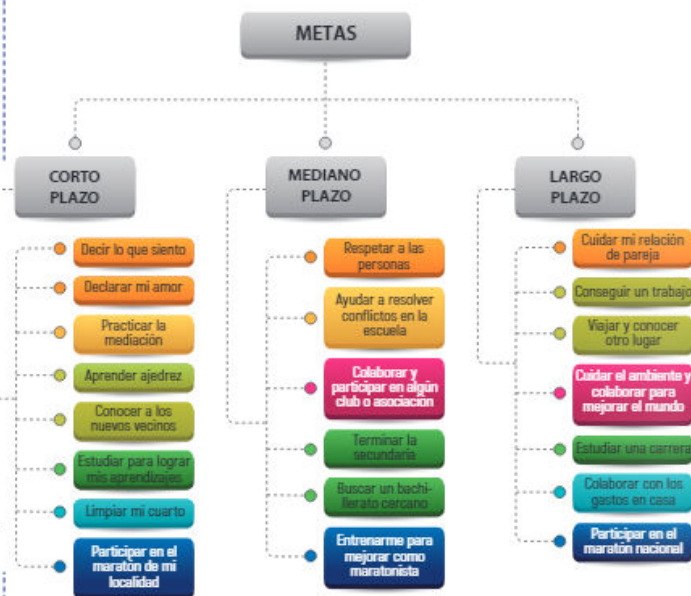 METAS
CORTO
PLAZO
Decir lo que siento
Declarar mi amor
Practicar la
mediación
Aprender ajedrez
Conocer a los
nuevos vecinos
Estudiar para lograr
mis aprendizajes
Limpiar mi cuarto
Participar en el
maratón de mi
localidad
MEDIANO
PLAZO
Respetar a las
personas
Ayudar a resolver
conflictos en la
escuela
Colaborar y
participar en algún
club o asociación
Terminar la
secundaria
Buscar un bachi-
llerato cercano
Entrenarme para
mejorar como
maratonista
LARGO
PLAZO
Cuidar mi relación
de pareja
Conseguir un trabajo
Viajar y conocer
otro lugar
Cuidar el ambiente y
colaborar para
mejorar el mundo
Estudiar una carrera
Colaborar con los
gastos en casa
Participar en el
maratón nacional